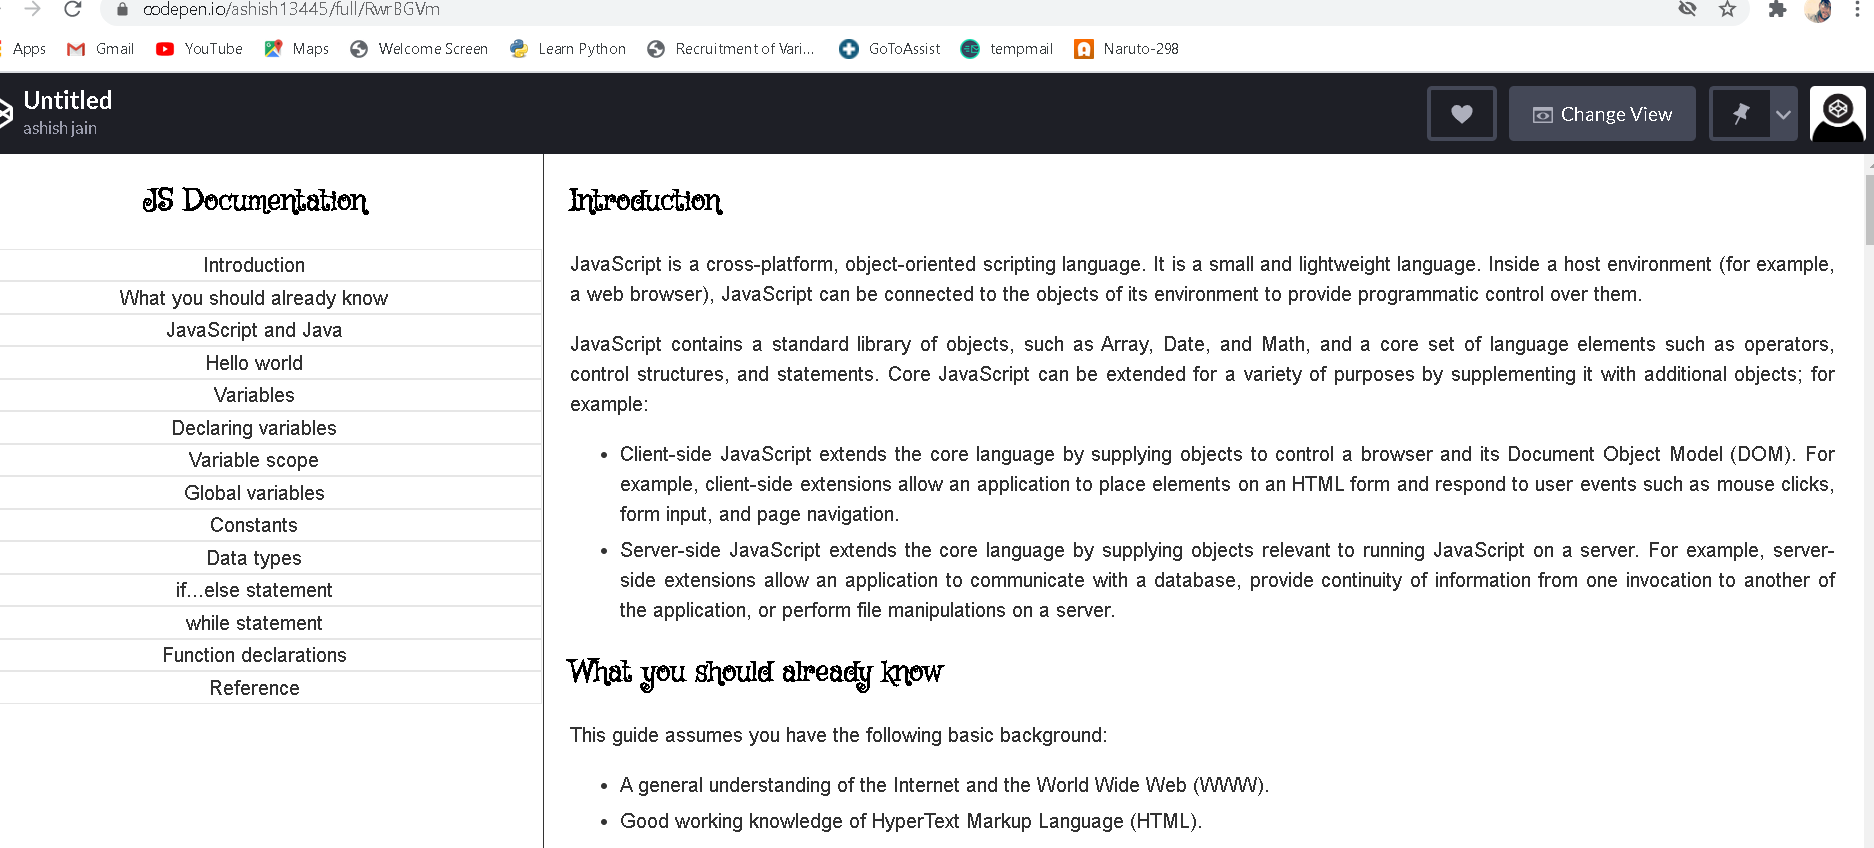 codepen.io/ashish13445/full/RwrBGVm
Apps Gmail YouTube Maps Welcome Screen Learn Python Recruitment of Vari... GoToAssist tempmail Naruto-298
Untitled
ashish jain
Change View
JS Documentation
Introduction
What you should already know
JavaScript and Java
Hello world
Variables
Declaring variables
Variable scope
Global variables
Constants
Data types
if...else statement
while statement
Function declarations
Reference
Introduction
JavaScript is a cross-platform, object-oriented scripting language. It is a small and lightweight language. Inside a host environment (for example,
a web browser), JavaScript can be connected to the objects of its environment to provide programmatic control over them.
JavaScript contains a standard library of objects, such as Array, Date, and Math, and a core set of language elements such as operators,
control structures, and statements. Core JavaScript can be extended for a variety of purposes by supplementing it with additional objects; for
example:
• Client-side JavaScript extends the core language by supplying objects to control a browser and its Document Object Model (DOM). For
example, client-side extensions allow an application to place elements on an HTML form and respond to user events such as mouse clicks,
form input, and page navigation.
• Server-side JavaScript extends the core language by supplying objects relevant to running JavaScript on a server. For example, server-
side extensions allow an application to communicate with a database, provide continuity of information from one invocation to another of
the application, or perform file manipulations on a server.
What you should already know
This guide assumes you have the following basic background:
• A general understanding of the Internet and the World Wide Web (WWW).
• Good working knowledge of HyperText Markup Language (HTML).